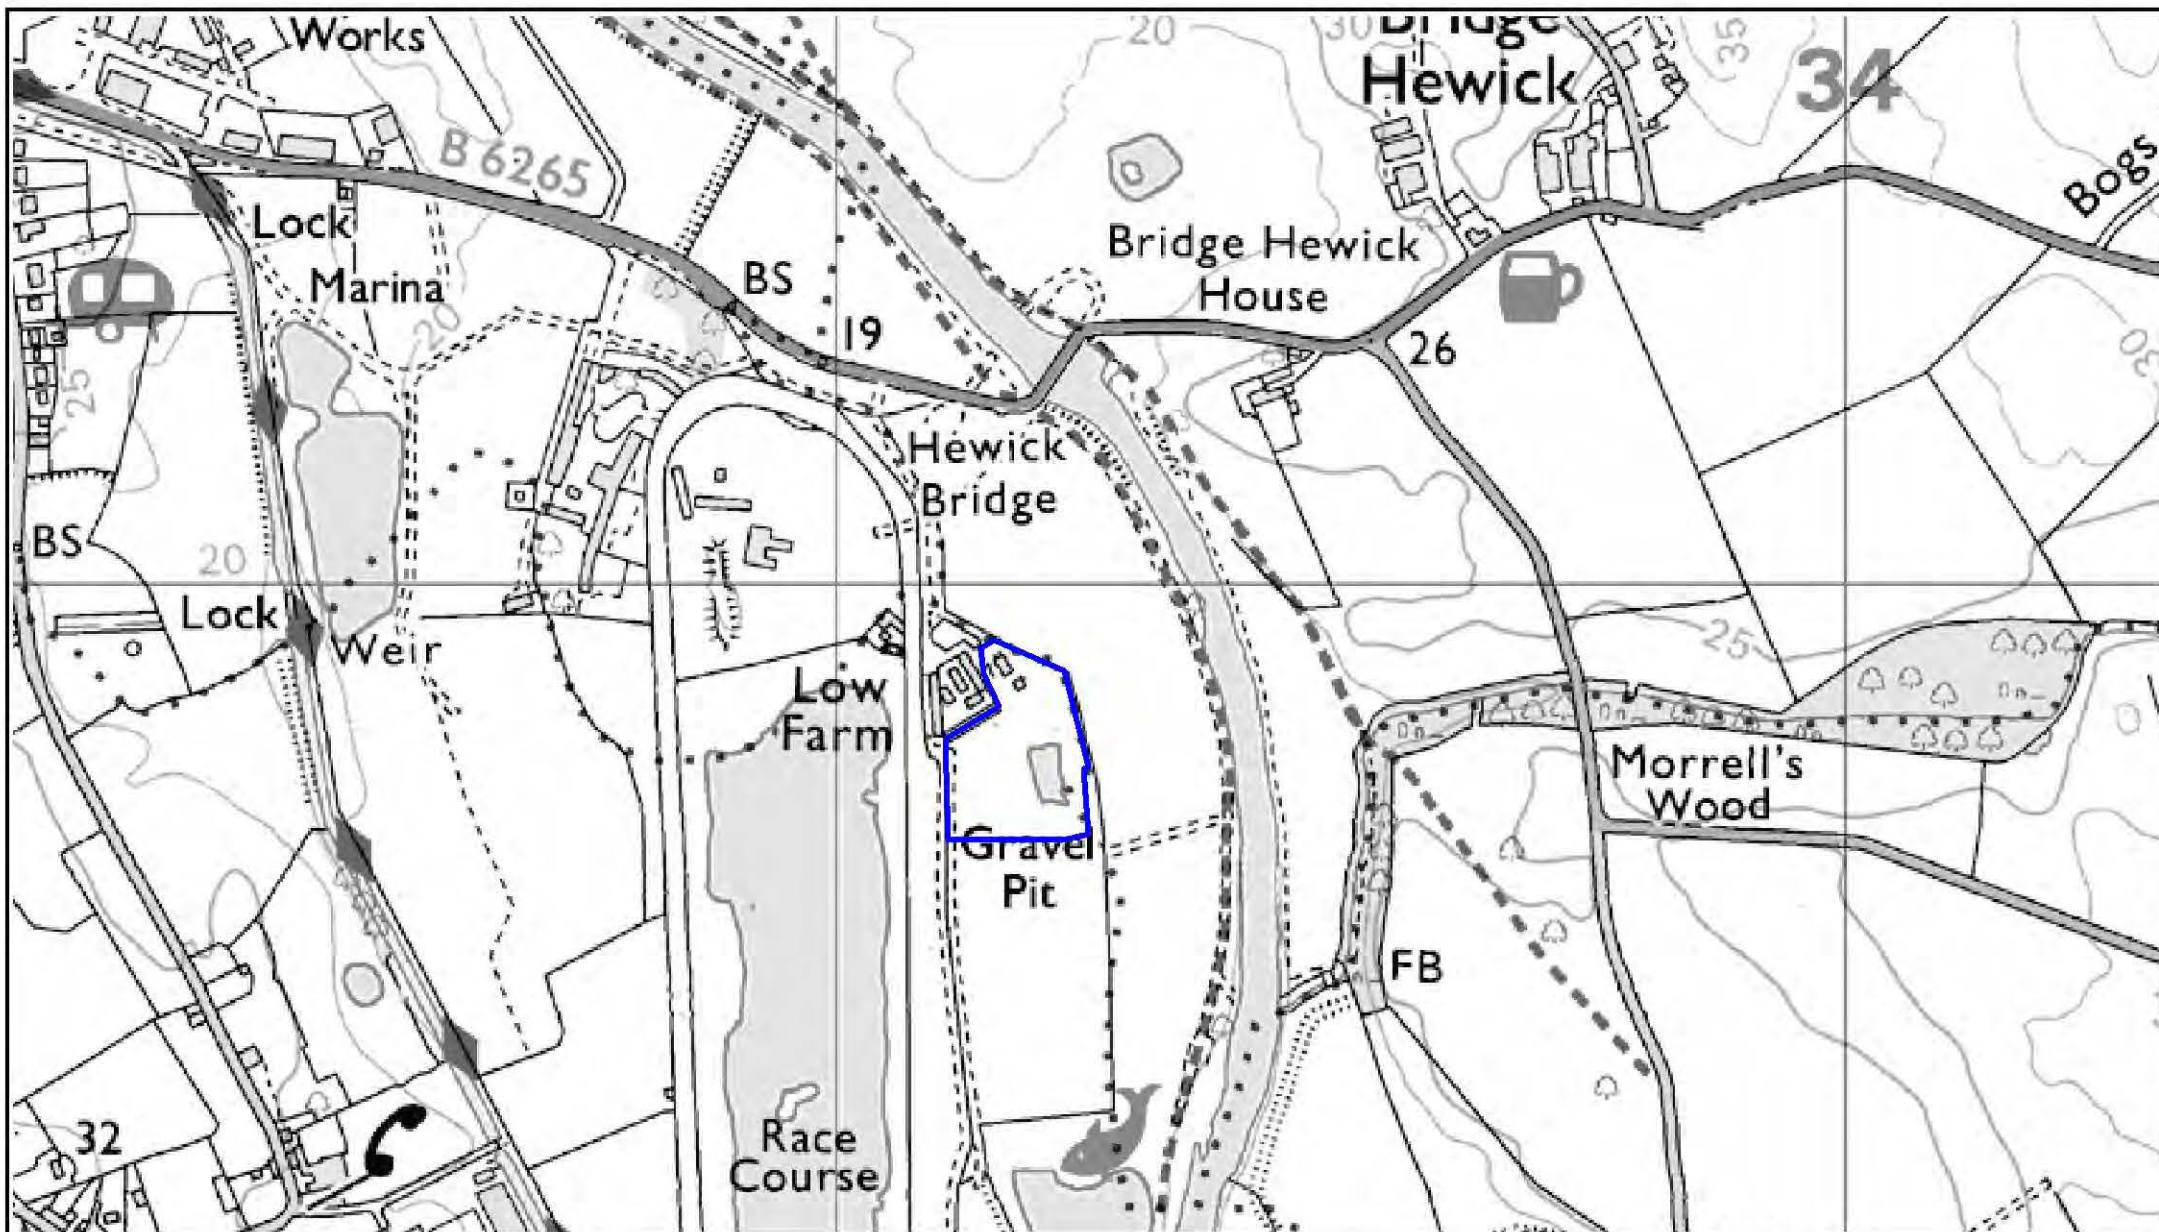 Works
20
30
Bridge
Hewick
35
34
B 6265
Bogs
Lock
Marina
BS
Bridge Hewick
House
20
19
26
25
Hewick
Bridge
BS
20
Lock
Weir
25
Low
Farm
Morrell's
Wood
Gravel
Pit
FB
32
Race
Course